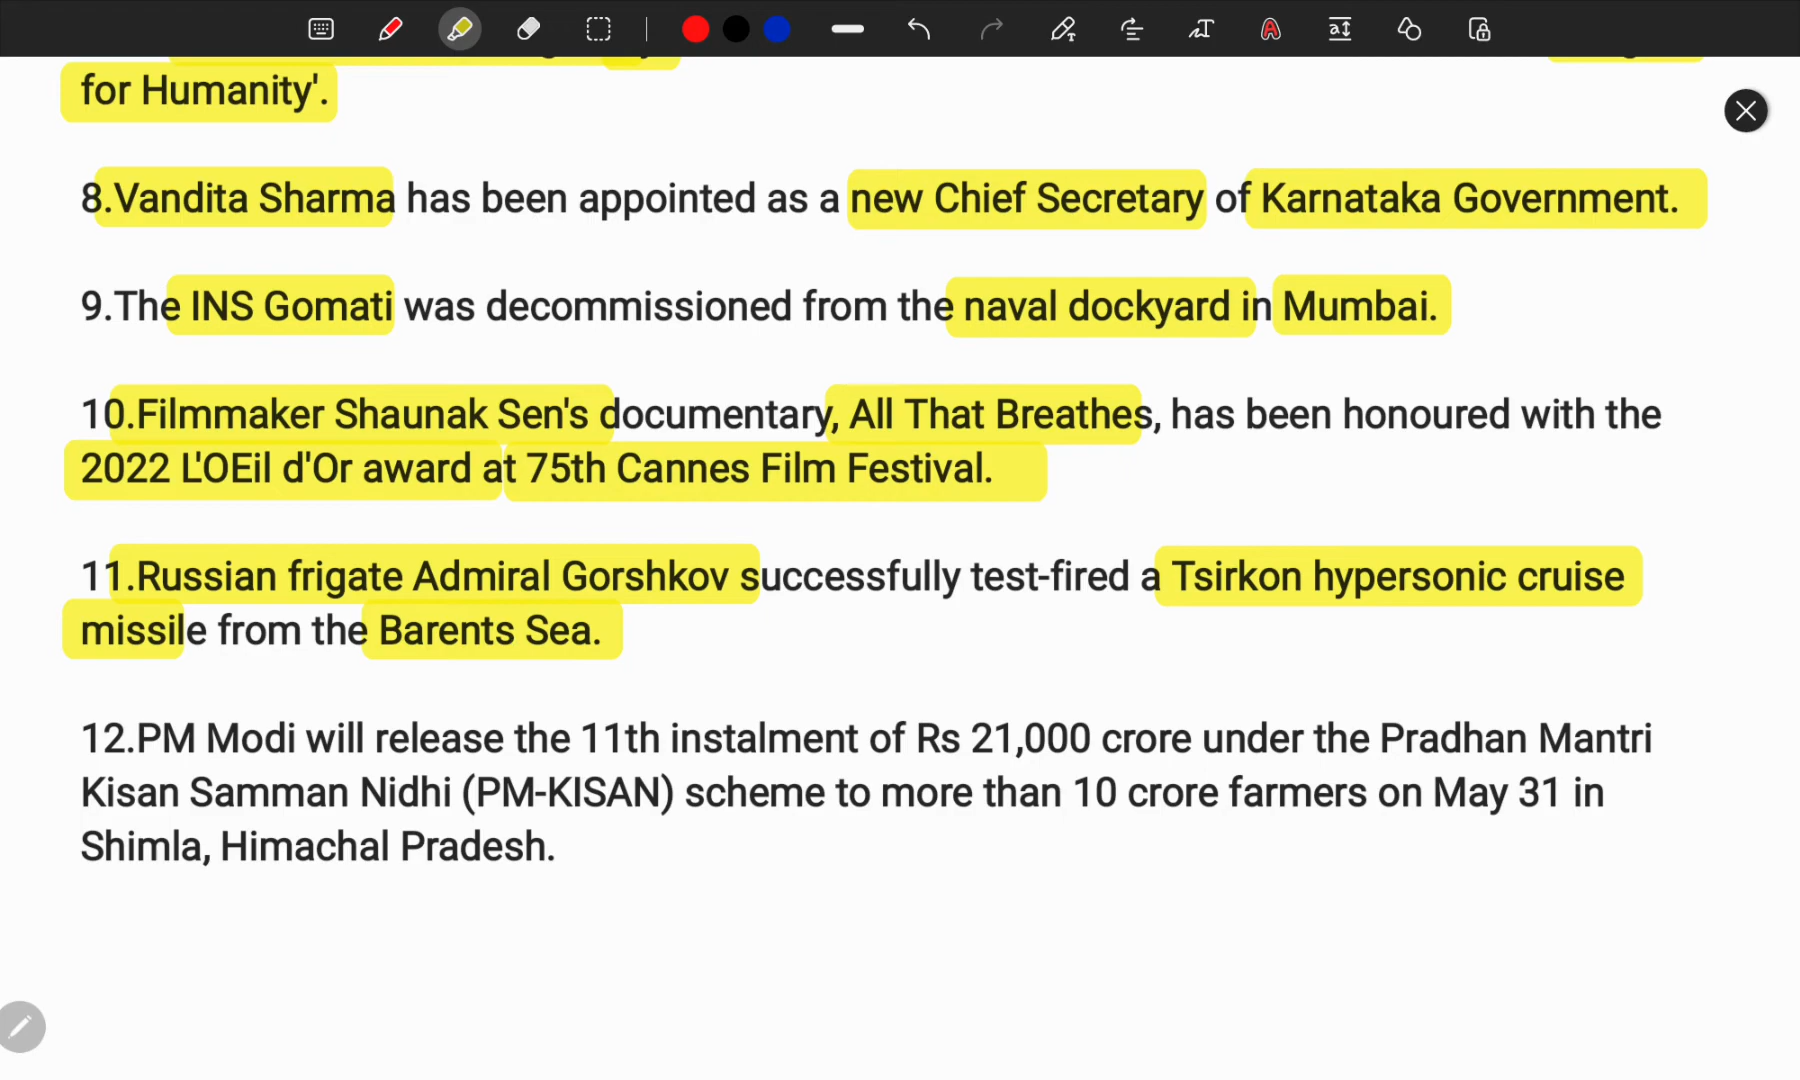 for Humanity'.
8.Vandita Sharma has been appointed as a new Chief Secretary of Karnataka Government.
9.The INS Gomati was decommissioned from the naval dockyard in Mumbai.
10.Filmmaker Shaunak Sen's documentary, All That Breathes, has been honoured with the
2022 L'OEil d'Or award at 75th Cannes Film Festival.
11.Russian frigate Admiral Gorshkov successfully test-fired a Tsirkon hypersonic cruise
missile from the Barents Sea.
12.PM Modi will release the 11th instalment of Rs 21,000 crore under the Pradhan Mantri
Kisan Samman Nidhi (PM-KISAN) scheme to more than 10 crore farmers on May 31 in
Shimla, Himachal Pradesh.